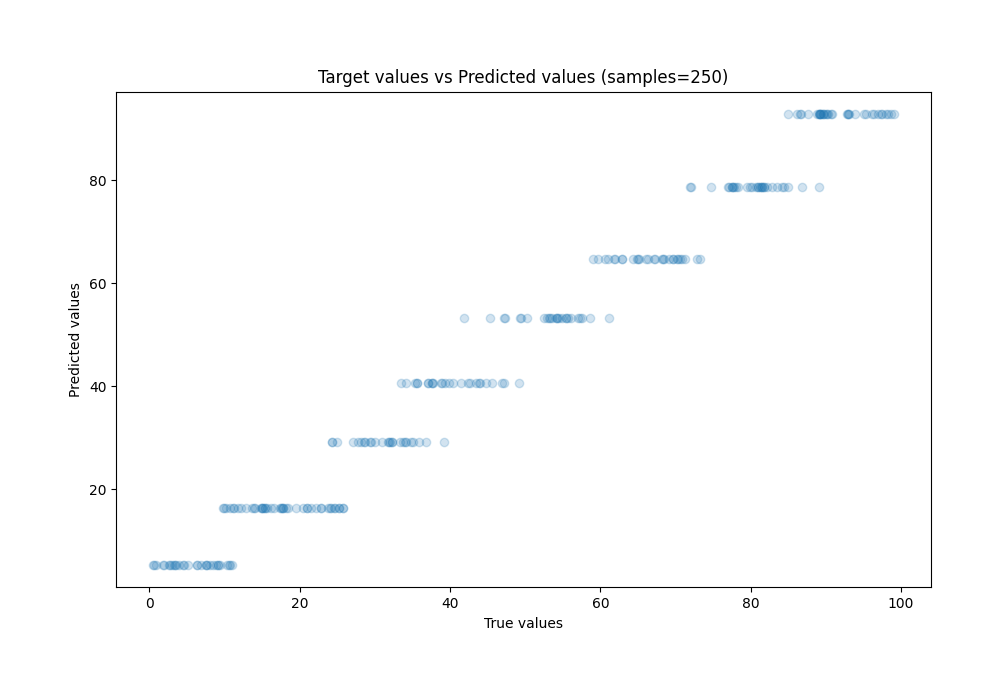 Target values vs Predicted values (samples=250)
80
60
40
20
Predicted values
0 20 40 60 80 100
True values